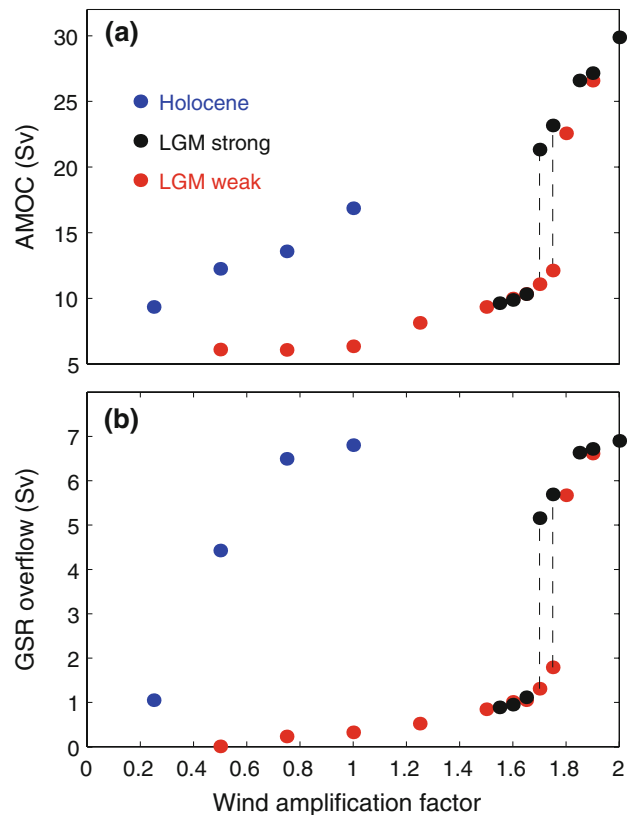 (a)
30
25
20
15
10
5
AMOC (Sv)
Holocene
LGM strong
LGM weak
(b)
7
6
5
4
3
2
1
0
GSR overflow (Sv)
0 0.2 0.4 0.6 0.8 1 1.2 1.4 1.6 1.8 2
Wind amplification factor